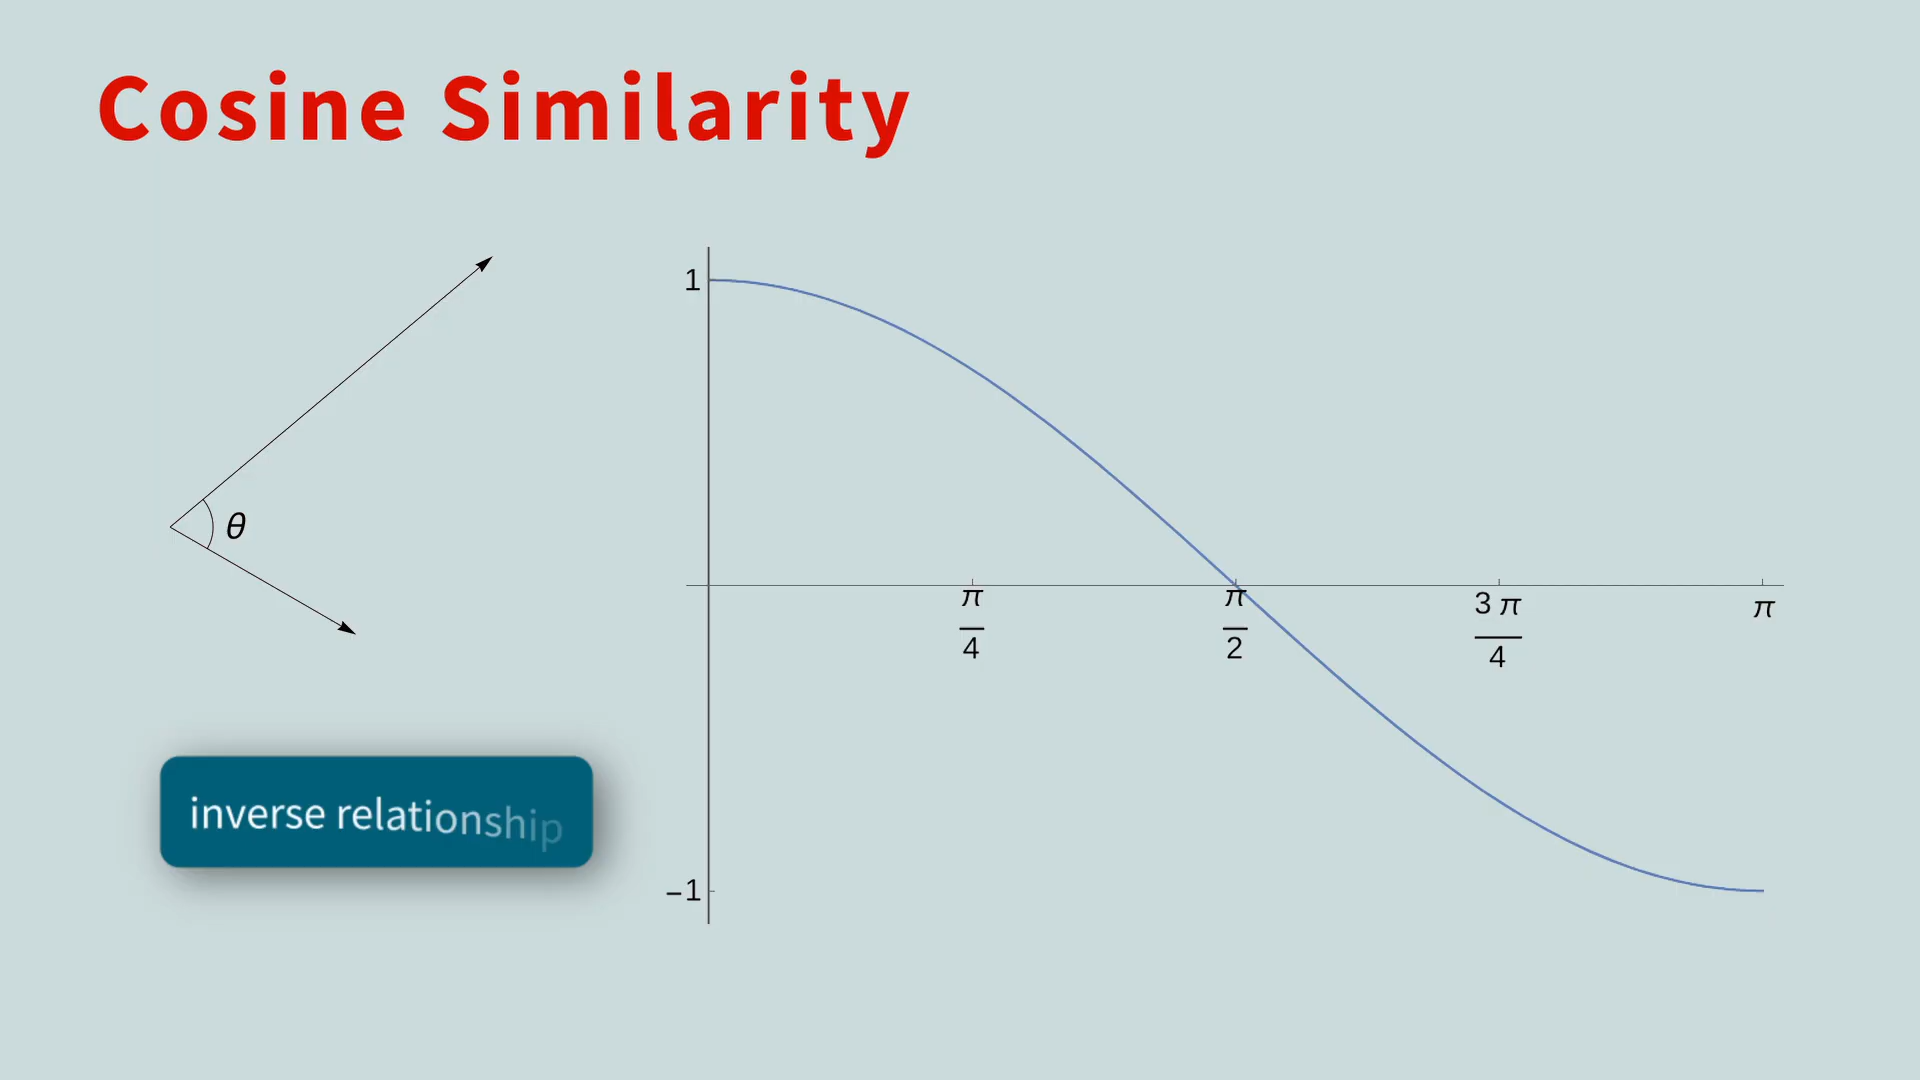 Cosine Similarity
θ
inverse relationship
1
π
4
π
2
3 π
4
π
−1